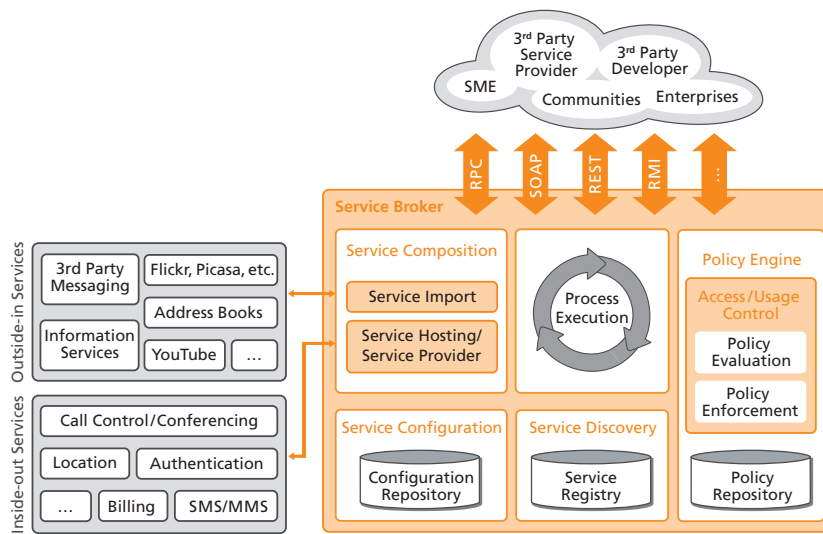 3rd Party
Service
Provider
3rd Party
Developer
SME
Communities
Enterprises
RPC
SOAP
REST
RMI
...
Service Broker
Service Composition
Service Import
Service Hosting/
Service Provider
Process
Execution
Policy Engine
Access/Usage
Control
Policy
Evaluation
Policy
Enforcement
Service Configuration
Configuration
Repository
Service Discovery
Service
Registry
Policy
Repository
Outside-in Services
3rd Party
Messaging
Flickr, Picasa, etc.
Address Books
Information
Services
YouTube
...
Inside-out Services
Call Control/Conferencing
Location
Authentication
...
Billing
SMS/MMS